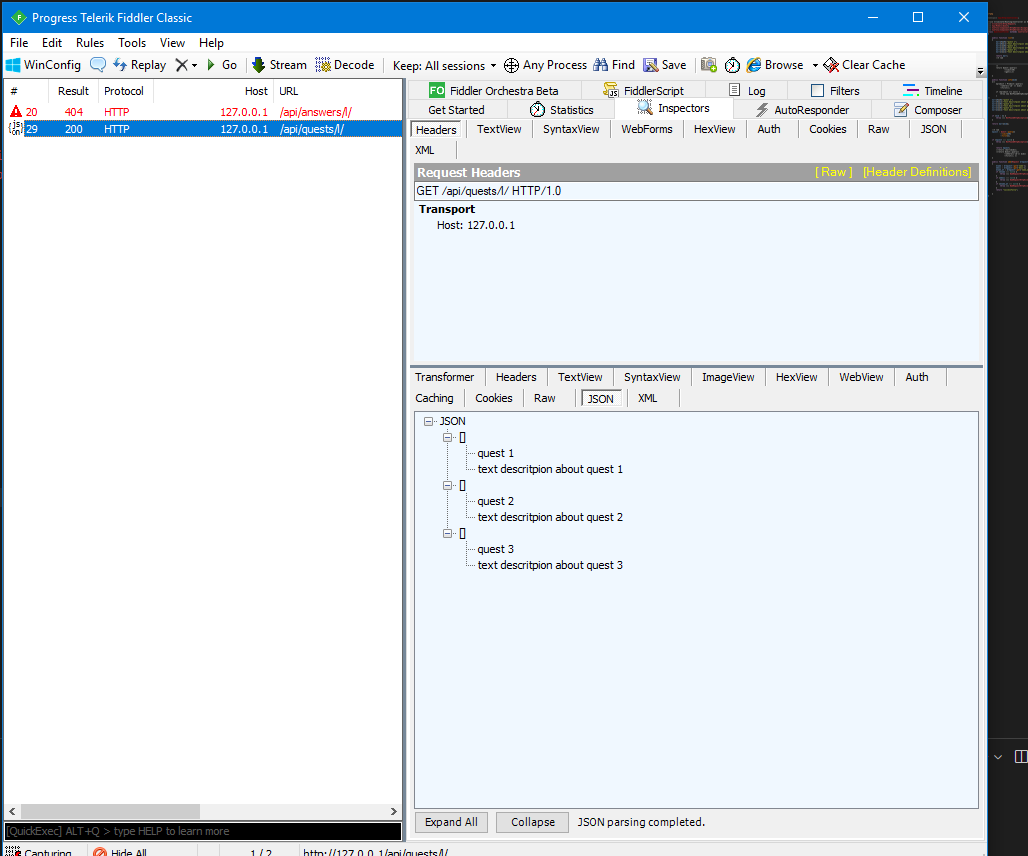 Progress Telerik Fiddler Classic
File Edit Rules Tools View Help
WinConfig Replay Go Stream Decode Keep: All sessions Any Process Find Save Browse Clear Cache
# Result Protocol Host URL
20 404 HTTP 127.0.0.1 /api/answers/l/
29 200 HTTP 127.0.0.1 /api/quests/l/
FO Fiddler Orchestra Beta FiddlerScript Log Filters Timeline
Get Started Statistics Inspectors AutoResponder Composer
Headers TextView SyntaxView WebForms HexView Auth Cookies Raw JSON
XML
Request Headers [ Raw ] [Header Definitions]
GET /api/quests/l/ HTTP/1.0
Transport
Host: 127.0.0.1
Transformer Headers TextView SyntaxView ImageView HexView WebView Auth
Caching Cookies Raw JSON XML
JSON
[]
quest 1
text descritpion about quest 1
[]
quest 2
text descritpion about quest 2
[]
quest 3
text descritpion about quest 3
Expand All Collapse JSON parsing completed.
[QuickExec] ALT+Q > type HELP to learn more
Capturing Hide All 1 / 2 http://127.0.0.1/api/quests/l/